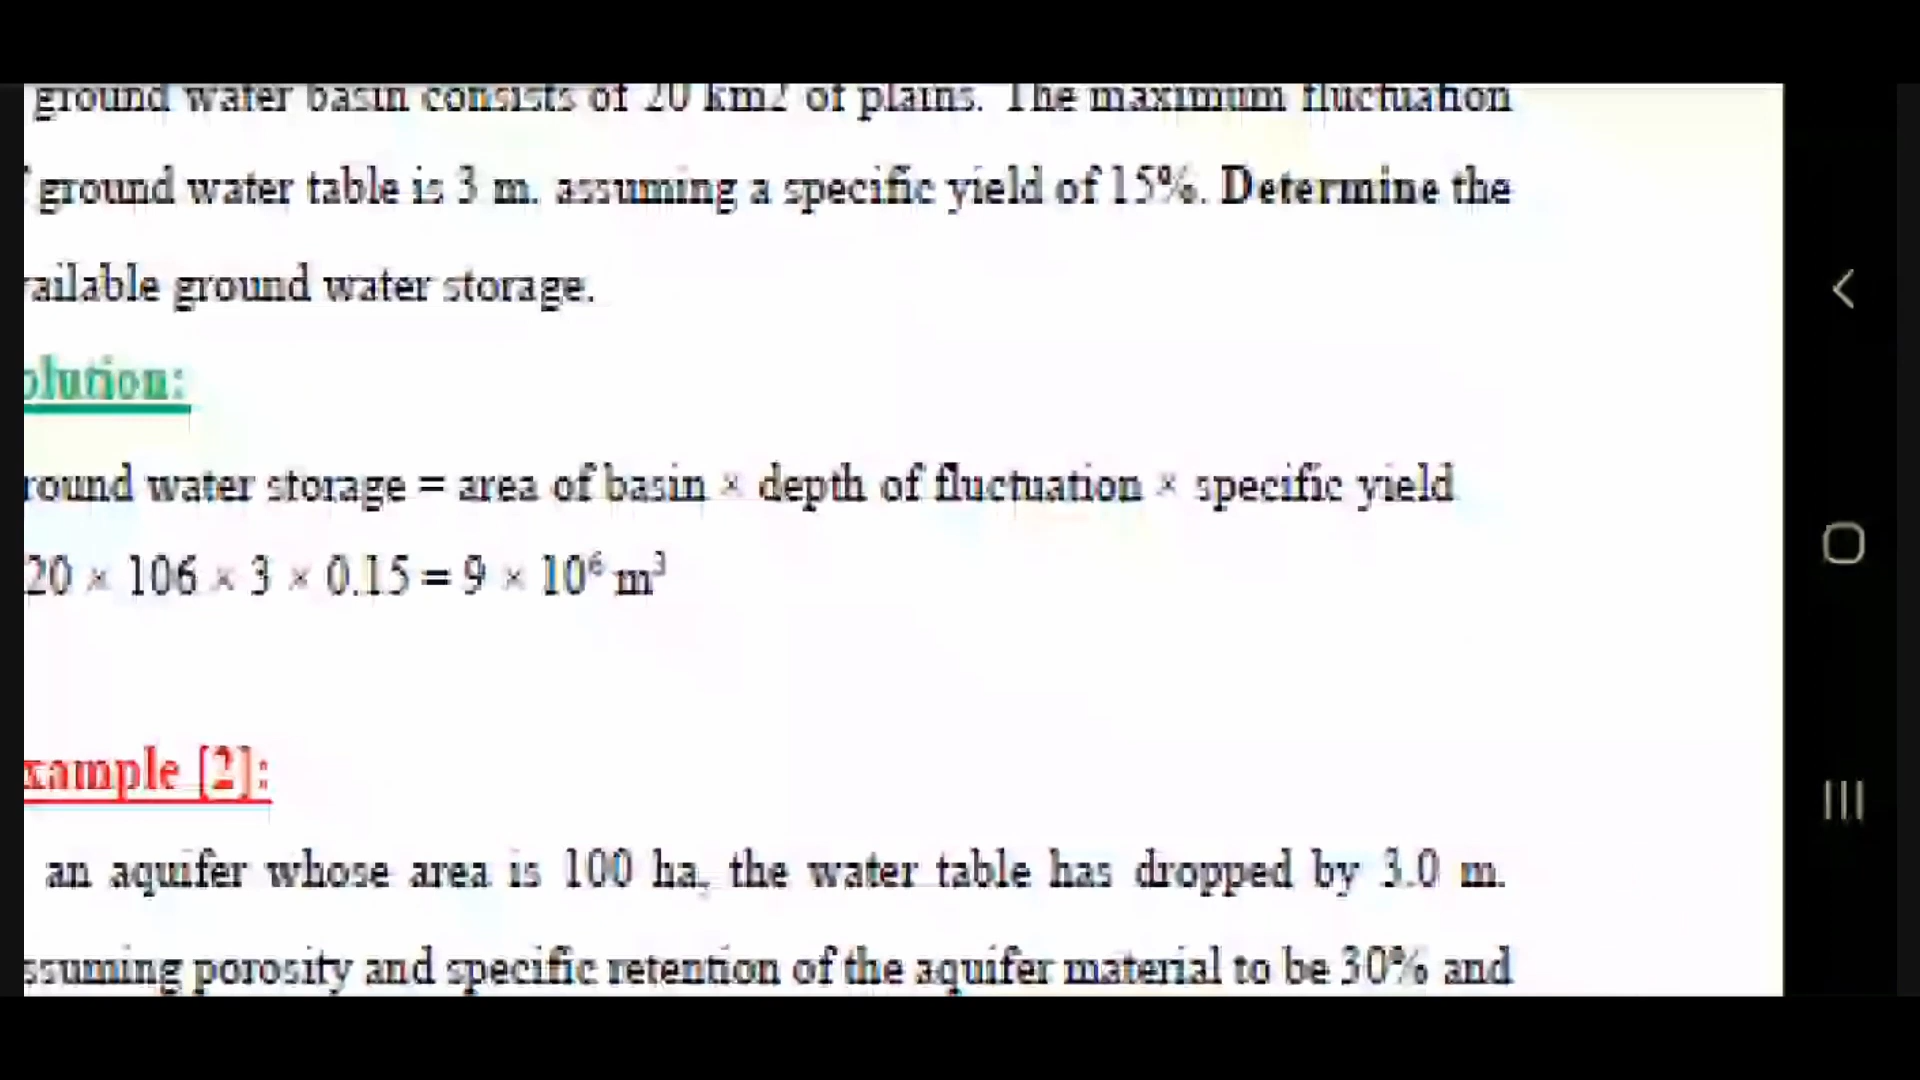 ground water basin consists of 20 km2 of plains. The maximum fluctuation
ground water table is 3 m. assuming a specific yield of 15%. Determine the
ailable ground water storage.
olution:
round water storage = area of basin × depth of fluctuation × specific yield
20 × 106 × 3 × 0.15 = 9 × 10⁶ m³
xample [2]:
an aquifer whose area is 100 ha, the water table has dropped by 3.0 m.
ssuming porosity and specific retention of the aquifer material to be 30% and